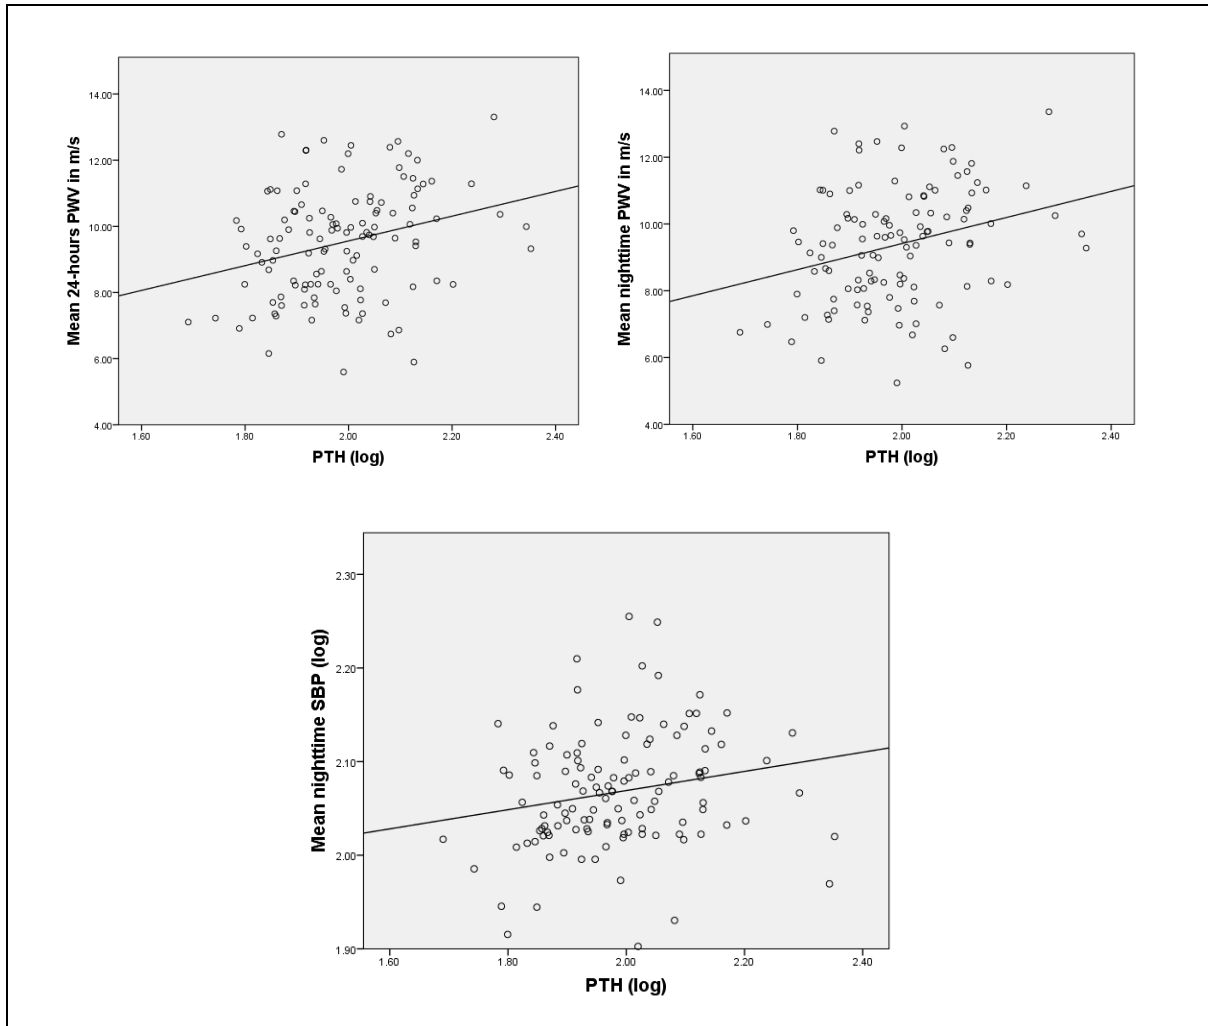 Mean 24-hours PWV in m/s
14.00
12.00
10.00
8.00
6.00
4.00
1.60 1.80 2.00 2.20 2.40
PTH (log)
Mean nighttime PWV in m/s
14.00
12.00
10.00
8.00
6.00
4.00
1.60 1.80 2.00 2.20 2.40
PTH (log)
Mean nighttime SBP (log)
2.30
2.20
2.10
2.00
1.90
1.60 1.80 2.00 2.20 2.40
PTH (log)